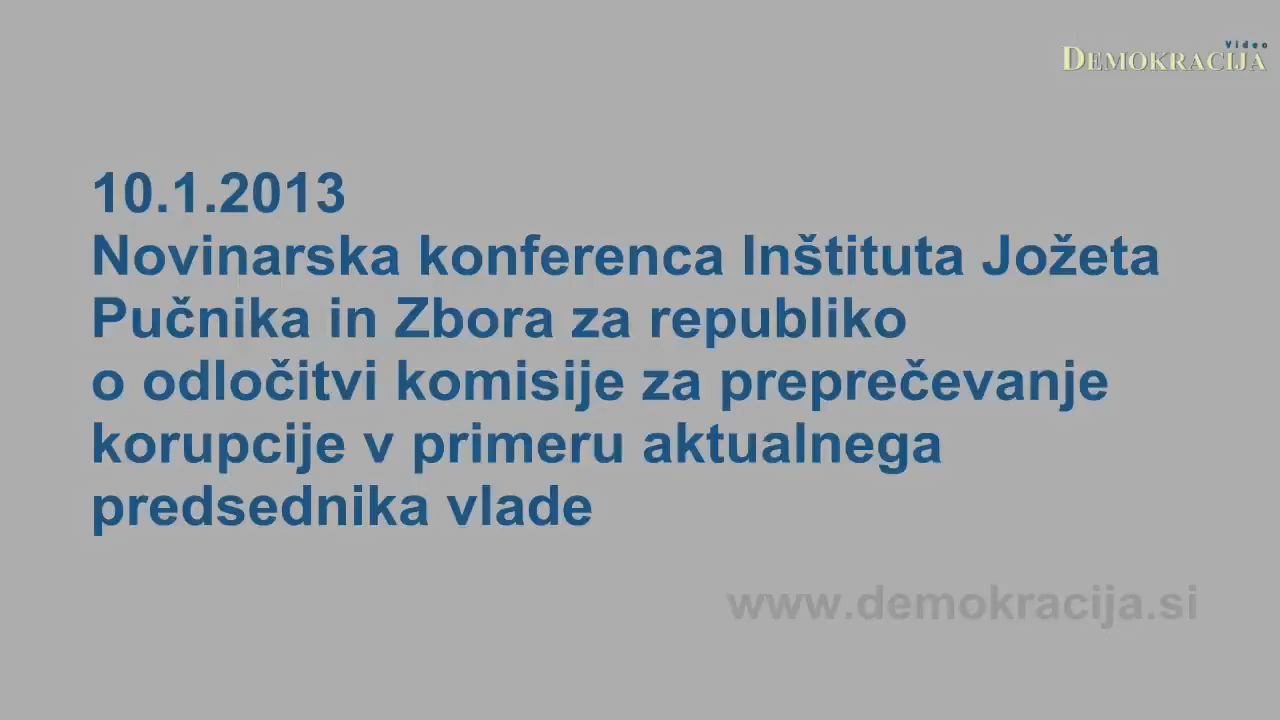 Video
DEMOKRACIJA
10.1.2013
Novinarska konferenca Inštituta Jožeta
Pučnika in Zbora za republiko
o odločitvi komisije za preprečevanje
korupcije v primeru aktualnega
predsednika vlade
www.demokracija.si